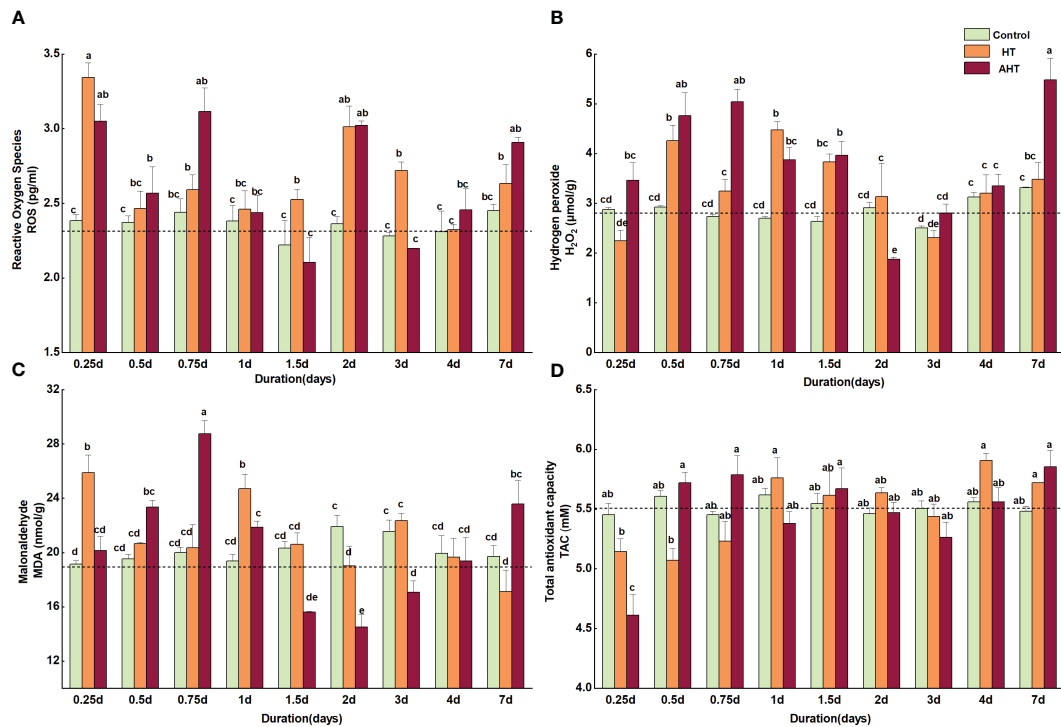 A
Reactive Oxygen Species
ROS (pg/ml)
3.5
3.0
2.5
2.0
1.5
c a ab
c bc b
bc bc ab
c bc bc
c b c
c ab ab
c b c
c c bc
bc b ab
0.25d 0.5d 0.75d 1d 1.5d 2d 3d 4d 7d
Duration(days)
B
Control
HT
AHT
Hydrogen peroxide
H₂O₂ (μmol/g)
6
5
4
3
2
1
0
cd de bc
cd b ab
cd c ab
cd b bc
cd bc b
cd c e
d de cd
c c c
c c a
0.25d 0.5d 0.75d 1d 1.5d 2d 3d 4d 7d
Duration(days)
C
Malonaldehyde
MDA (nmol/g)
32
28
24
20
16
10
d b cd
cd cd bc
cd cd a
cd b c
cd cd de
c d e
c c d
cd cd cd
cd d bc
0.25d 0.5d 0.75d 1d 1.5d 2d 3d 4d 7d
Duration(days)
D
Total antioxidant capacity
TAC (mM)
6.5
6.0
5.5
5.0
4.5
4.0
ab b c
ab b a
ab ab a
ab a ab
ab ab a
ab ab ab
ab ab ab
ab a ab
ab a a
0.25d 0.5d 0.75d 1d 1.5d 2d 3d 4d 7d
Duration(days)